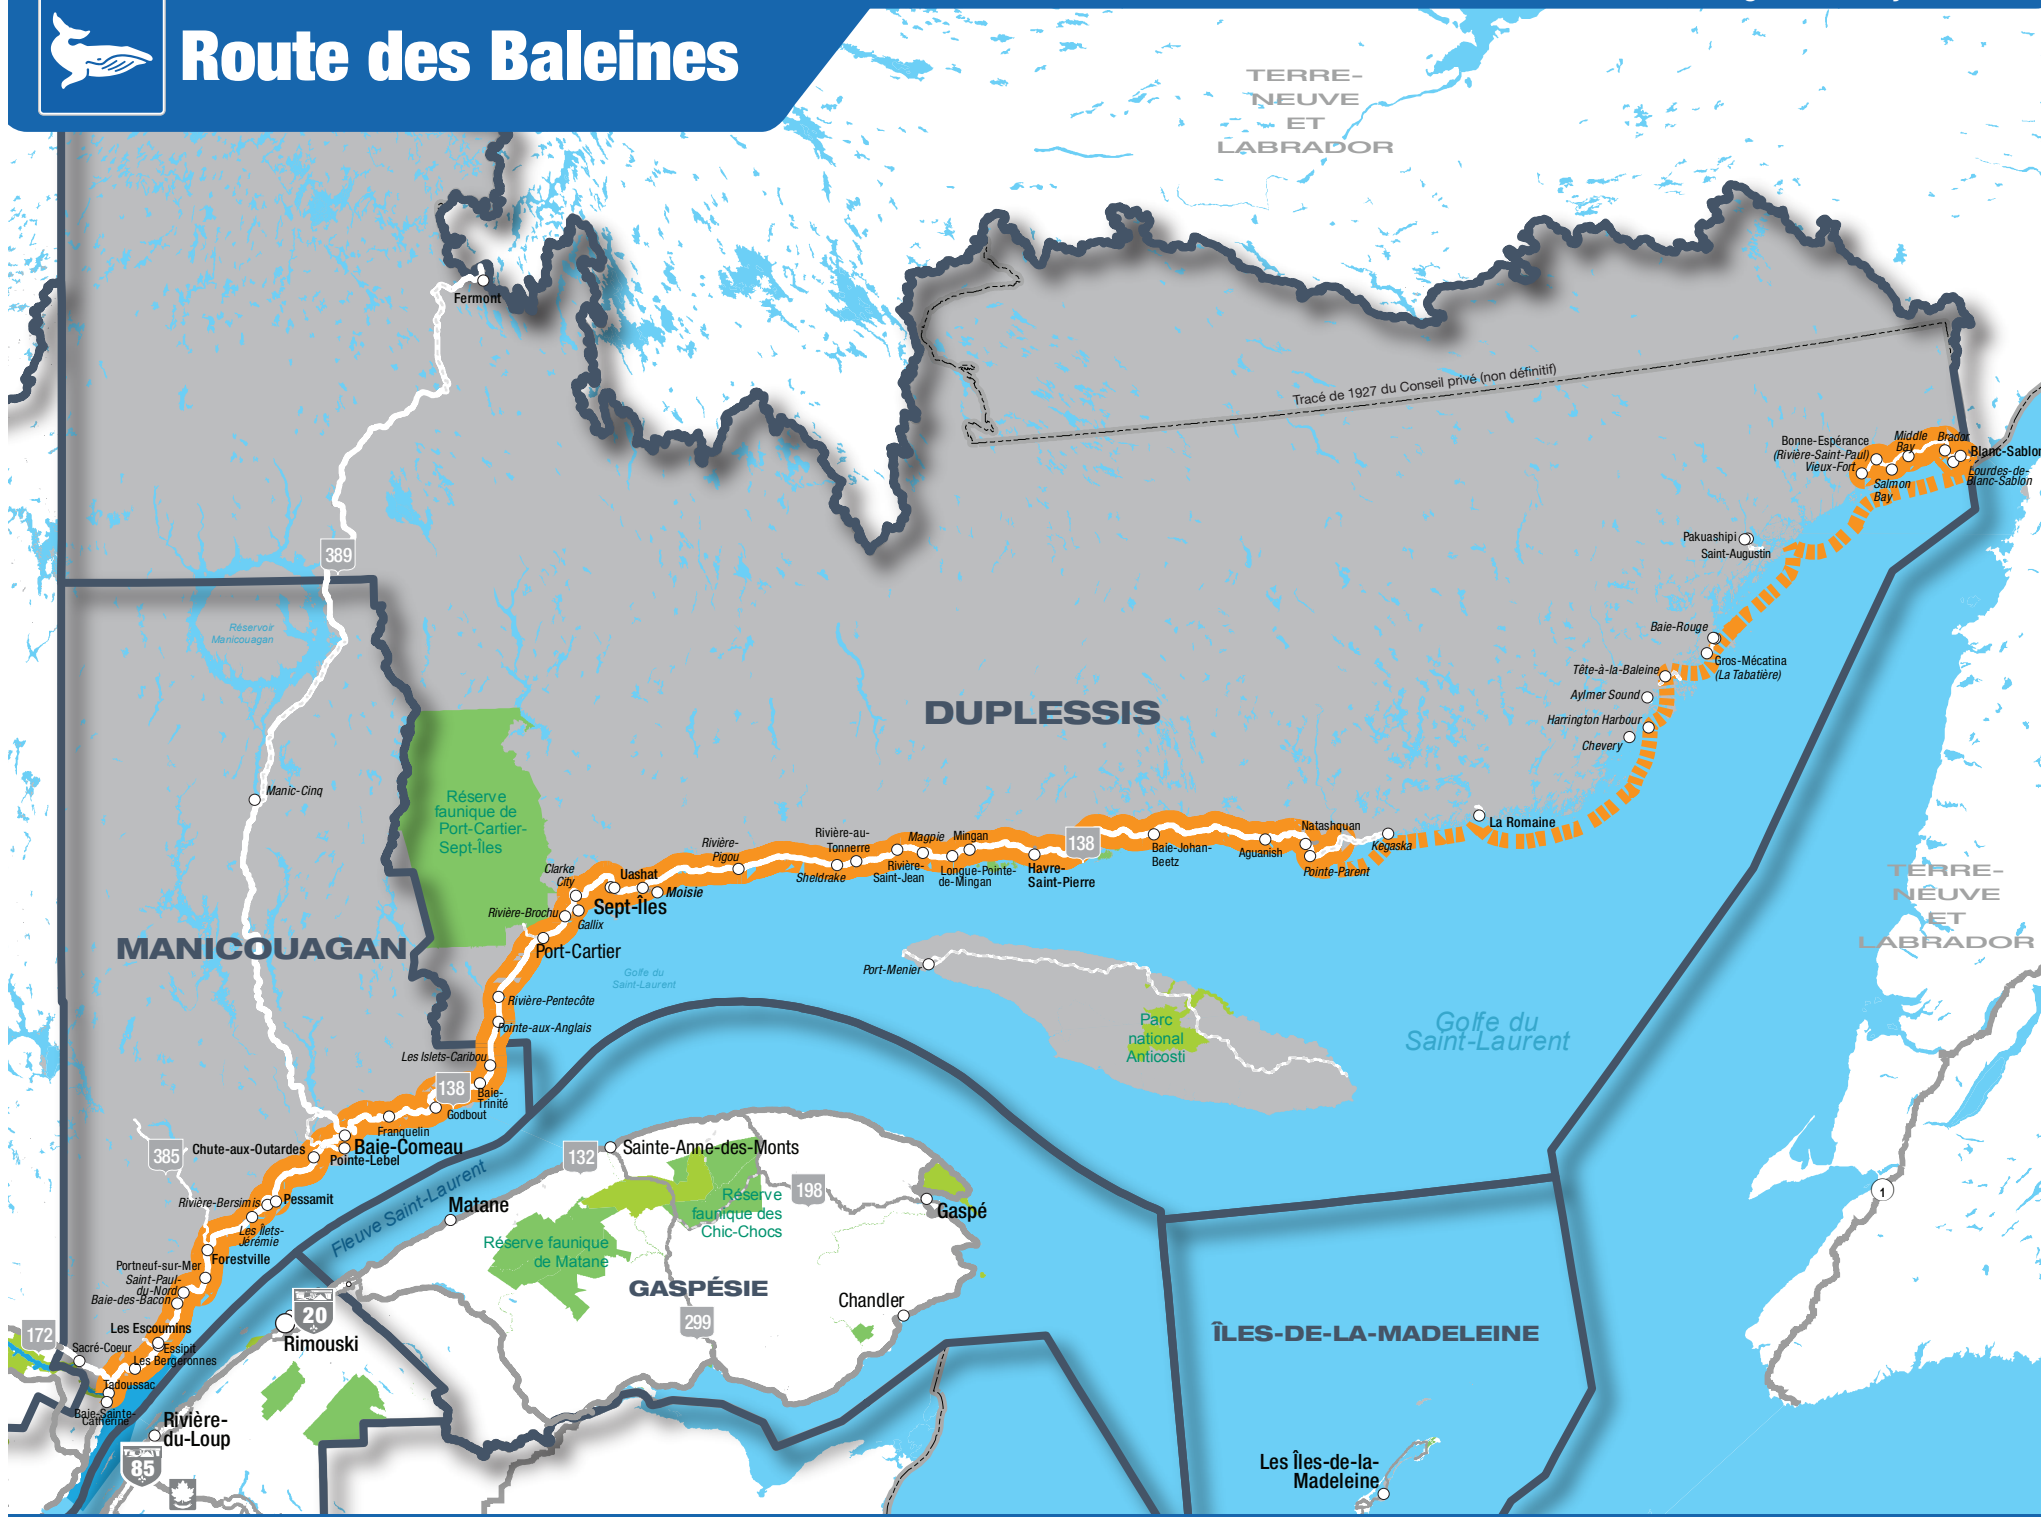 Route des Baleines
TERRE-
NEUVE
ET
LABRADOR
Fermont
Tracé de 1927 du Conseil privé (non définitif)
Bonne-Espérance
(Rivière-Saint-Paul)
Vieux-Fort
Middle
Bay
Brador
Blanc-Sablon
Lourdes-de-
Blanc-Sablon
Salmon
Bay
Pakuashipi
Saint-Augustin
389
Réservoir
Manicouagan
Baie-Rouge
Gros-Mécatina
(La Tabatière)
Tête-à-la-Baleine
Aylmer Sound
Harrington Harbour
Chevery
DUPLESSIS
Manic-Cinq
Réserve
faunique de
Port-Cartier-
Sept-Îles
La Romaine
Kegaska
Natashquan
Pointe-Parent
Aguanish
Baie-Johan-
Beetz
138
Havre-
Saint-Pierre
Mingan
Longue-Pointe-
de-Mingan
Magpie
Rivière-
Saint-Jean
Rivière-au-
Tonnerre
Sheldrake
Rivière-
Pigou
Clarke
City
Uashat
Moisie
Sept-Îles
Rivière-Brochu
Gallix
Port-Cartier
MANICOUAGAN
TERRE-
NEUVE
ET
LABRADOR
Golfe du
Saint-Laurent
Port-Menier
Parc
national
Anticosti
Golfe du
Saint-Laurent
Rivière-Pentecôte
Pointe-aux-Anglais
Les Islets-Caribou
138
Baie-
Trinité
Godbout
Franquelin
Baie-Comeau
Chute-aux-Outardes
Pointe-Lebel
385
Pessamit
Rivière-Bersimis
Les Îlets-
Jérémie
Forestville
Portneuf-sur-Mer
Saint-Paul-
du-Nord
Baie-des-Bacon
Les Escoumins
Essipit
Les Bergeronnes
172
Sacré-Coeur
Tadoussac
Baie-Sainte-
Catherine
Fleuve Saint-Laurent
132
Sainte-Anne-des-Monts
Matane
Réserve
faunique des
Chic-Chocs
198
Gaspé
Réserve faunique
de Matane
GASPÉSIE
299
Chandler
20
Rimouski
Rivière-
du-Loup
85
1
ÎLES-DE-LA-MADELEINE
Les Îles-de-la-
Madeleine